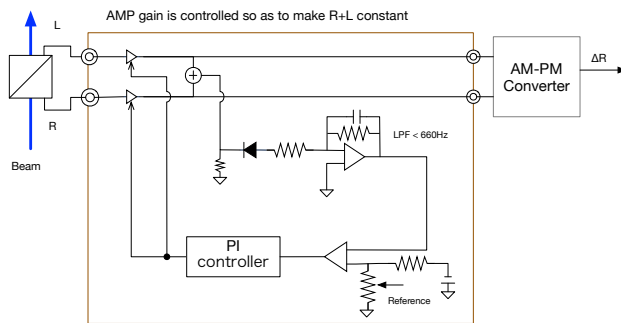 AMP gain is controlled so as to make R+L constant
L
R
Beam
AM-PM
Converter
ΔR
LPF < 660Hz
PI
controller
Reference